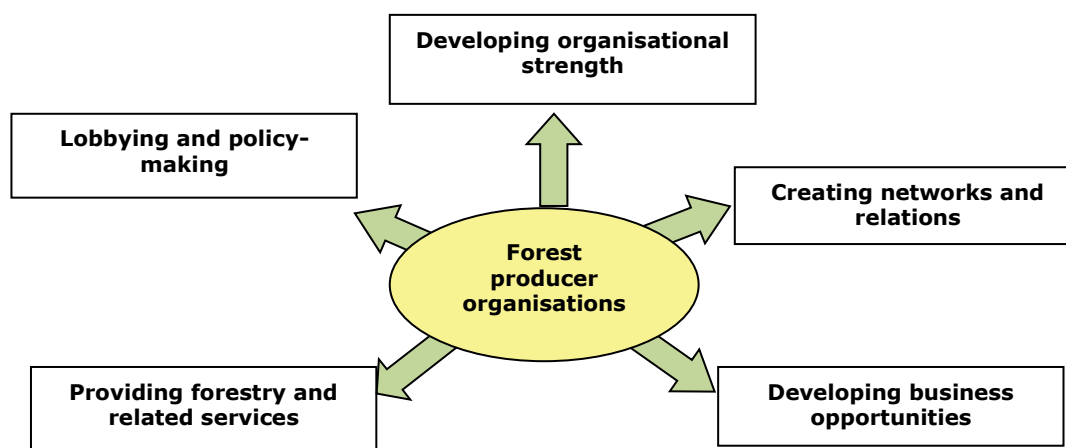 Developing organisational
strength
Lobbying and policy-
making
Creating networks and
relations
Forest
producer
organisations
Providing forestry and
related services
Developing business
opportunities